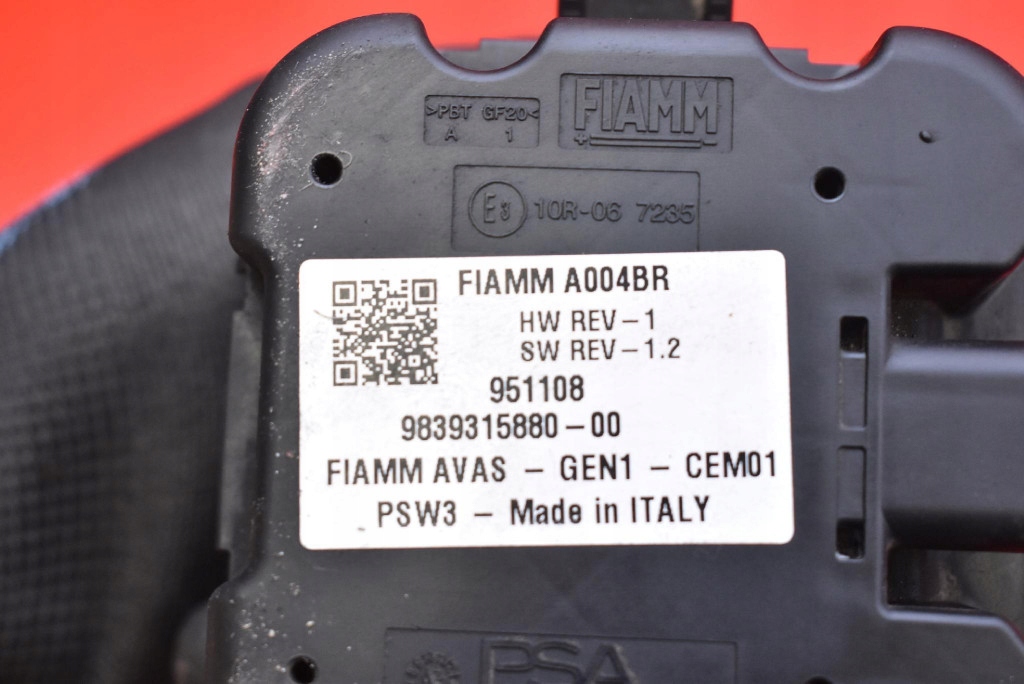 >PBT GF20<
A 1
FIAMM
+ -
E3 10R-06 7235
FIAMM A004BR
HW REV-1
SW REV-1.2
951108
9839315880-00
FIAMM AVAS - GEN1 - CEM01
PSW3 - Made in ITALY
PSA